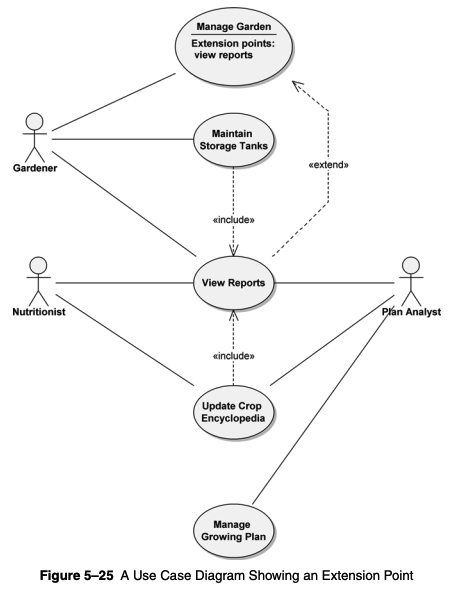 Manage Garden
Extension points:
view reports
Maintain
Storage Tanks
Gardener
«extend»
«include»
View Reports
Nutritionist
Plan Analyst
«include»
Update Crop
Encyclopedia
Manage
Growing Plan
Figure 5–25 A Use Case Diagram Showing an Extension Point